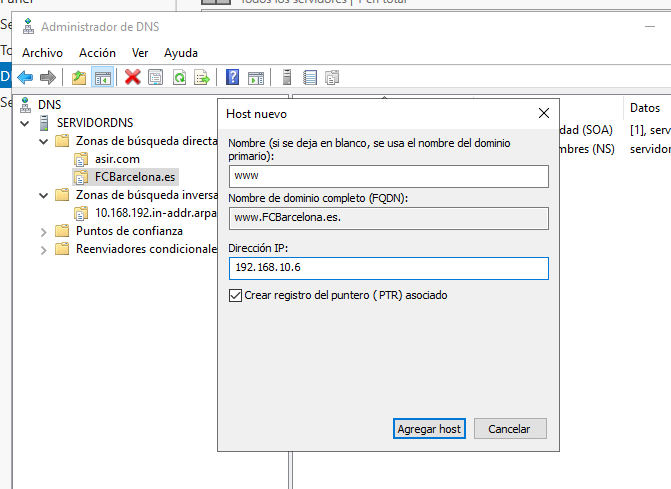 Todos los servidores | 1 en total
Administrador de DNS
Archivo Acción Ver Ayuda
DNS
SERVIDORDNS
Zonas de búsqueda directa
asir.com
FCBarcelona.es
Zonas de búsqueda inversa
10.168.192.in-addr.arpa
Puntos de confianza
Reenviadores condicionale
Host nuevo
Nombre (si se deja en blanco, se usa el nombre del dominio
primario):
www
Nombre de dominio completo (FQDN):
www.FCBarcelona.es.
Dirección IP:
192.168.10.6
Crear registro del puntero (PTR) asociado
Agregar host Cancelar
Datos
dad (SOA) [1], serv
mbres (NS) servido